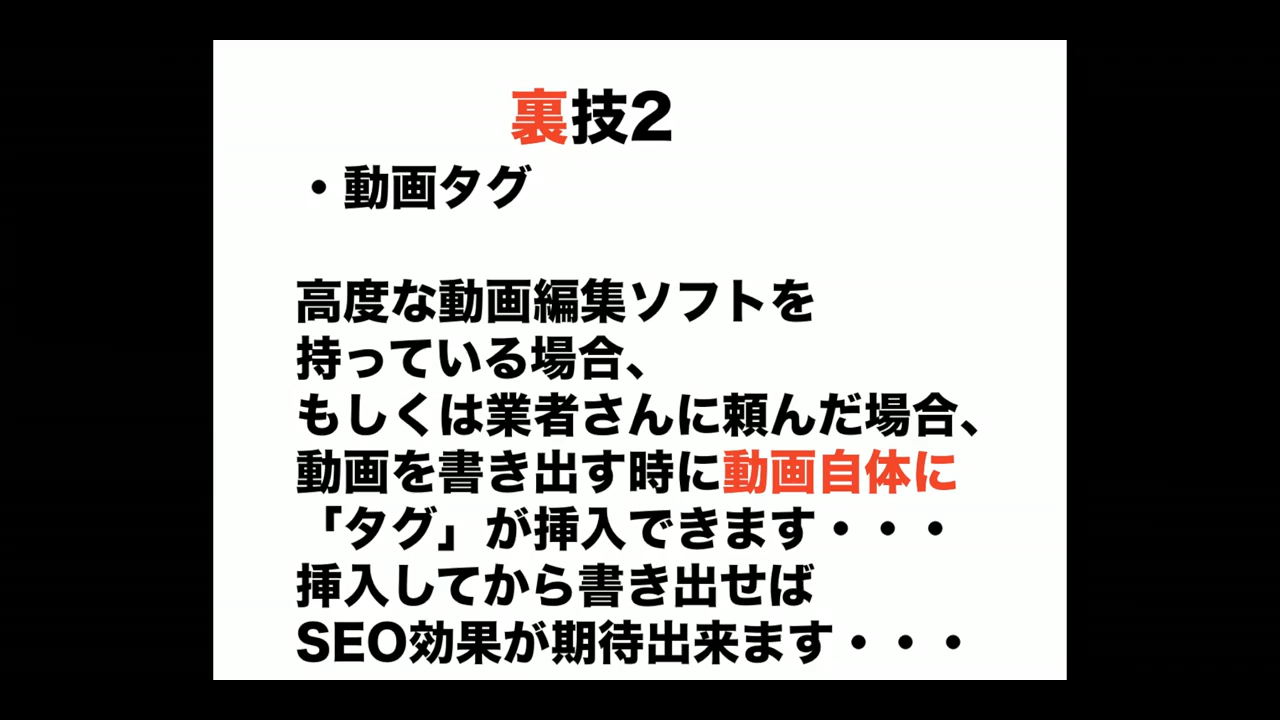 裏技2
・動画タグ
高度な動画編集ソフトを
持っている場合、
もしくは業者さんに頼んだ場合、
動画を書き出す時に動画自体に
「タグ」が挿入できます・・・
挿入してから書き出せば
SEO効果が期待出来ます・・・